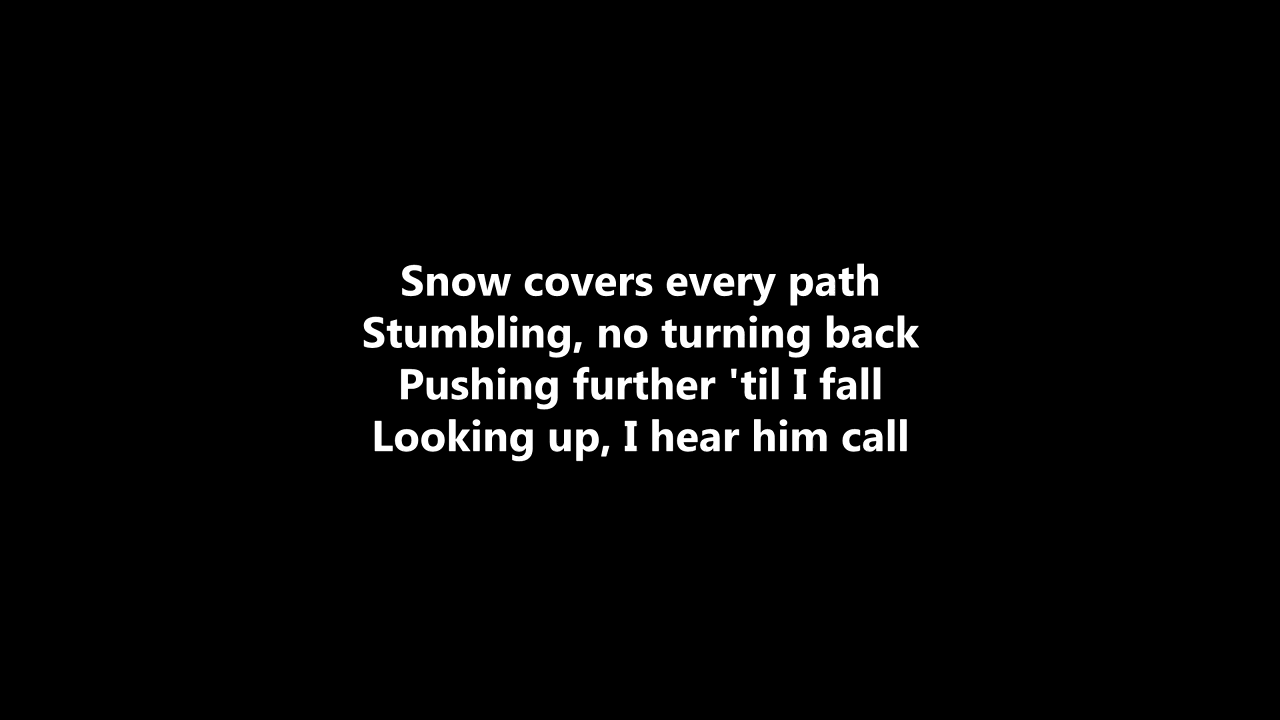 Snow covers every path
Stumbling, no turning back
Pushing further 'til I fall
Looking up, I hear him call